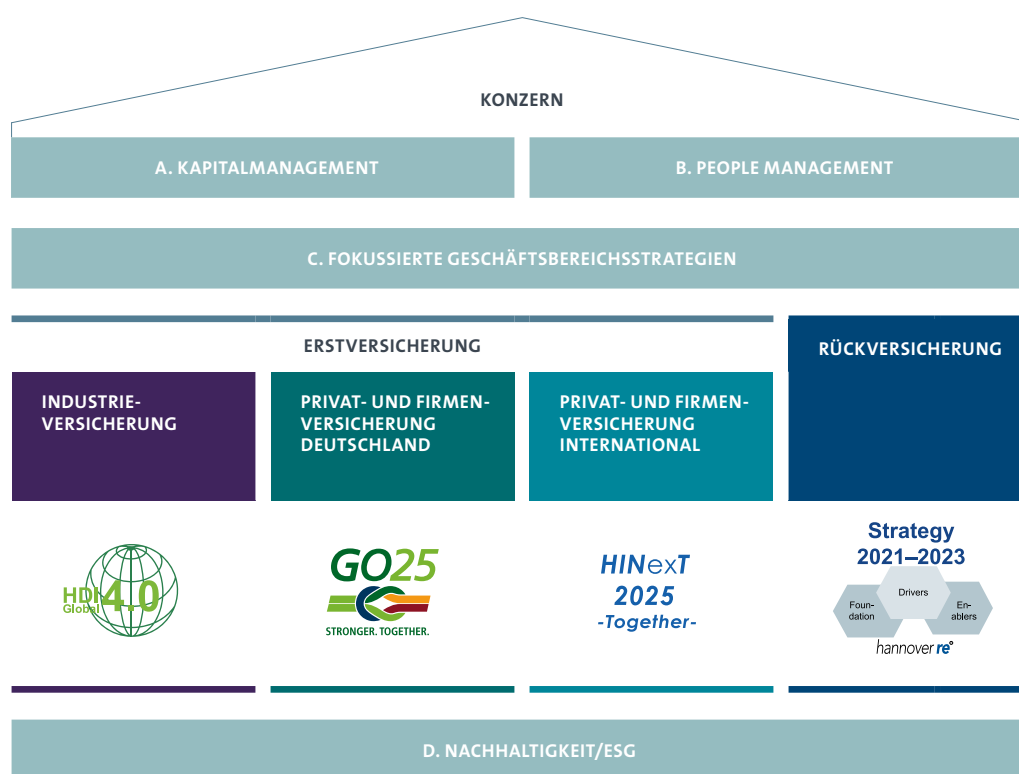 KONZERN
A. KAPITALMANAGEMENT
B. PEOPLE MANAGEMENT
C. FOKUSSIERTE GESCHÄFTSBEREICHSSTRATEGIEN
ERSTVERSICHERUNG
RÜCKVERSICHERUNG
INDUSTRIE-
VERSICHERUNG
PRIVAT- UND FIRMEN-
VERSICHERUNG
DEUTSCHLAND
PRIVAT- UND FIRMEN-
VERSICHERUNG
INTERNATIONAL
HDI
Global
4.0
GO25
STRONGER. TOGETHER.
HINexT
2025
-Together-
Strategy
2021–2023
Drivers
Foun-
dation
En-
ablers
hannover re°
D. NACHHALTIGKEIT/ESG